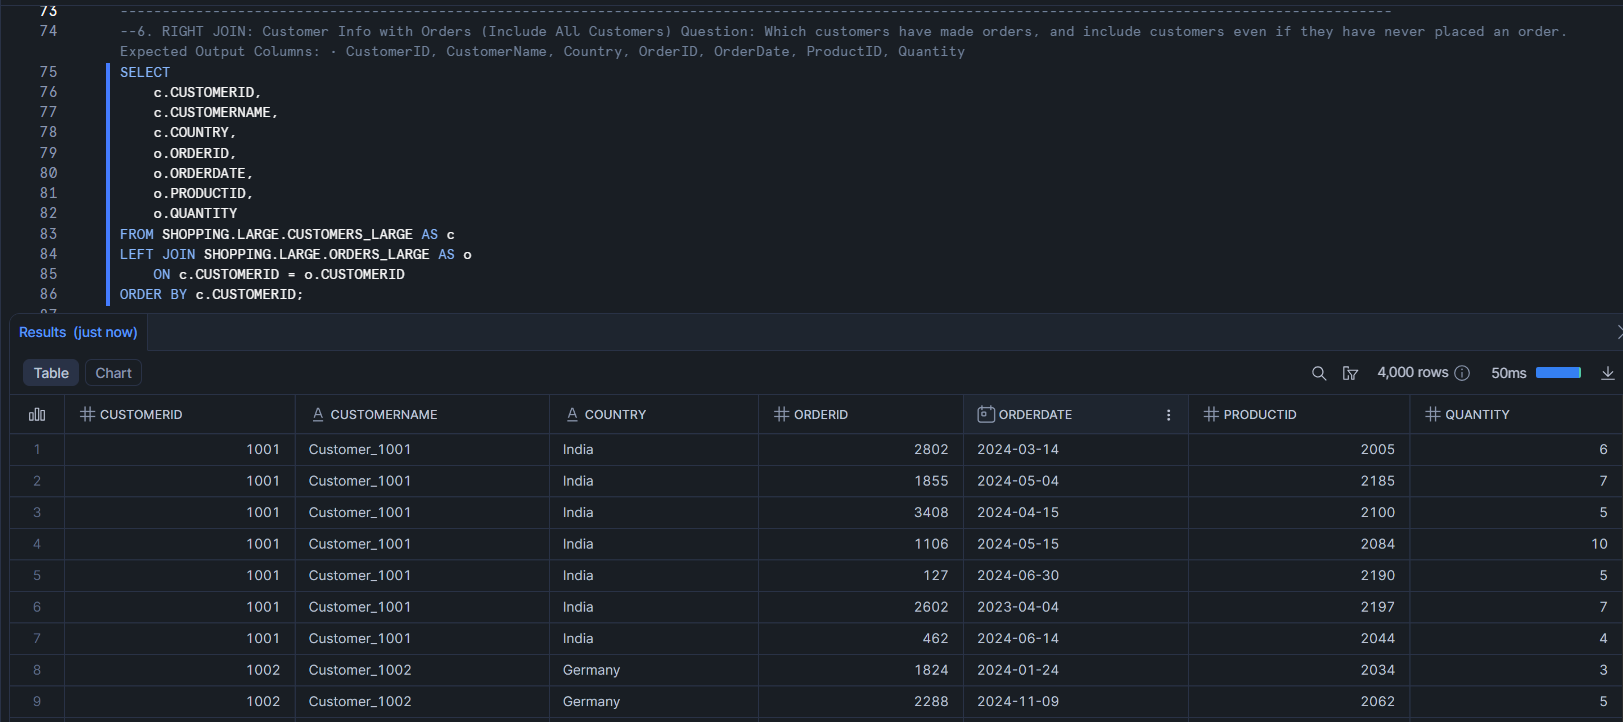 73 --------------------------------------------------------------------------------------------------------------------------------------------------------
74 --6. RIGHT JOIN: Customer Info with Orders (Include All Customers) Question: Which customers have made orders, and include customers even if they have never placed an order.
Expected Output Columns: · CustomerID, CustomerName, Country, OrderID, OrderDate, ProductID, Quantity
75 SELECT
76 c.CUSTOMERID,
77 c.CUSTOMERNAME,
78 c.COUNTRY,
79 o.ORDERID,
80 o.ORDERDATE,
81 o.PRODUCTID,
82 o.QUANTITY
83 FROM SHOPPING.LARGE.CUSTOMERS_LARGE AS c
84 LEFT JOIN SHOPPING.LARGE.ORDERS_LARGE AS o
85 ON c.CUSTOMERID = o.CUSTOMERID
86 ORDER BY c.CUSTOMERID;
Results (just now)
Table Chart 4,000 rows 50ms
CUSTOMERID CUSTOMERNAME COUNTRY ORDERID ORDERDATE PRODUCTID QUANTITY
1 1001 Customer_1001 India 2802 2024-03-14 2005 6
2 1001 Customer_1001 India 1855 2024-05-04 2185 7
3 1001 Customer_1001 India 3408 2024-04-15 2100 5
4 1001 Customer_1001 India 1106 2024-05-15 2084 10
5 1001 Customer_1001 India 127 2024-06-30 2190 5
6 1001 Customer_1001 India 2602 2023-04-04 2197 7
7 1001 Customer_1001 India 462 2024-06-14 2044 4
8 1002 Customer_1002 Germany 1824 2024-01-24 2034 3
9 1002 Customer_1002 Germany 2288 2024-11-09 2062 5